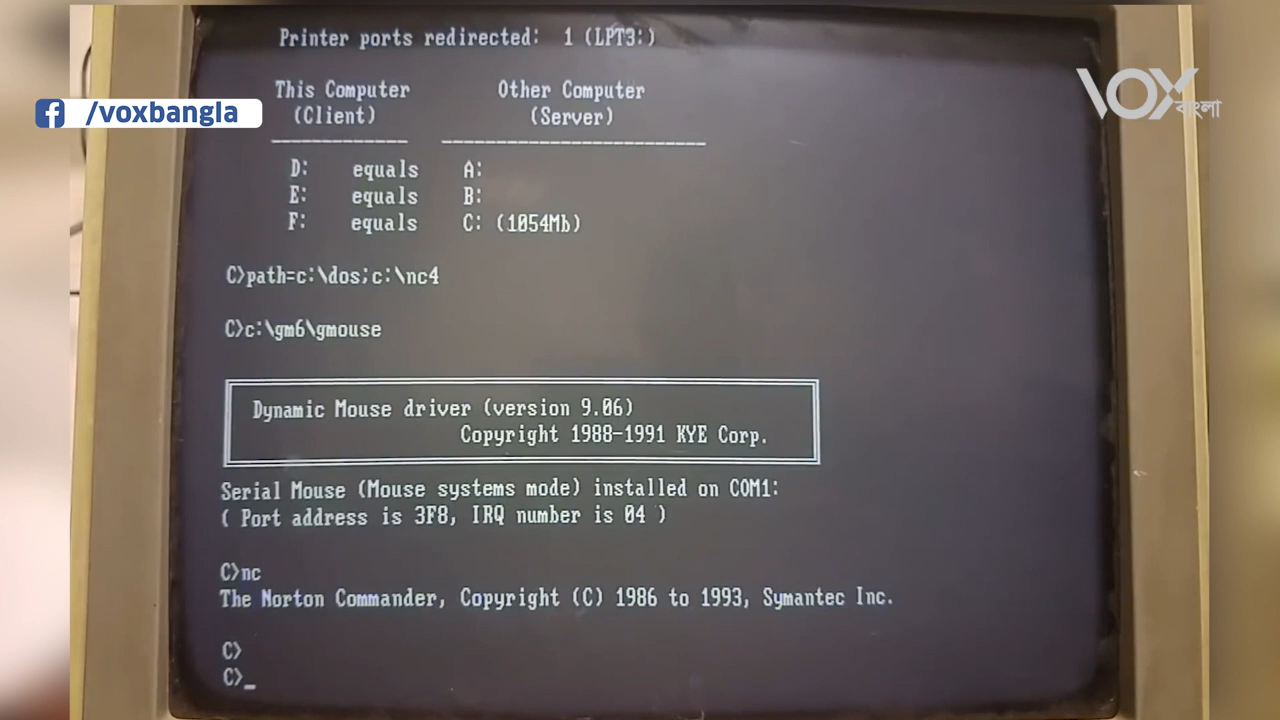 Printer ports redirected: 1 (LPT3:)
This Computer Other Computer
(Client) (Server)
D: equals A:
E: equals B:
F: equals C: (1054Mb)
C>path=c:\dos;c:\nc4
C>c:\gm6\gmouse
Dynamic Mouse driver (version 9.06)
Copyright 1988-1991 KYE Corp.
Serial Mouse (Mouse systems mode) installed on COM1:
( Port address is 3F8, IRQ number is 04 )
C>nc
The Norton Commander, Copyright (C) 1986 to 1993, Symantec Inc.
C>
C>_
f /voxbangla
VOX বাংলা